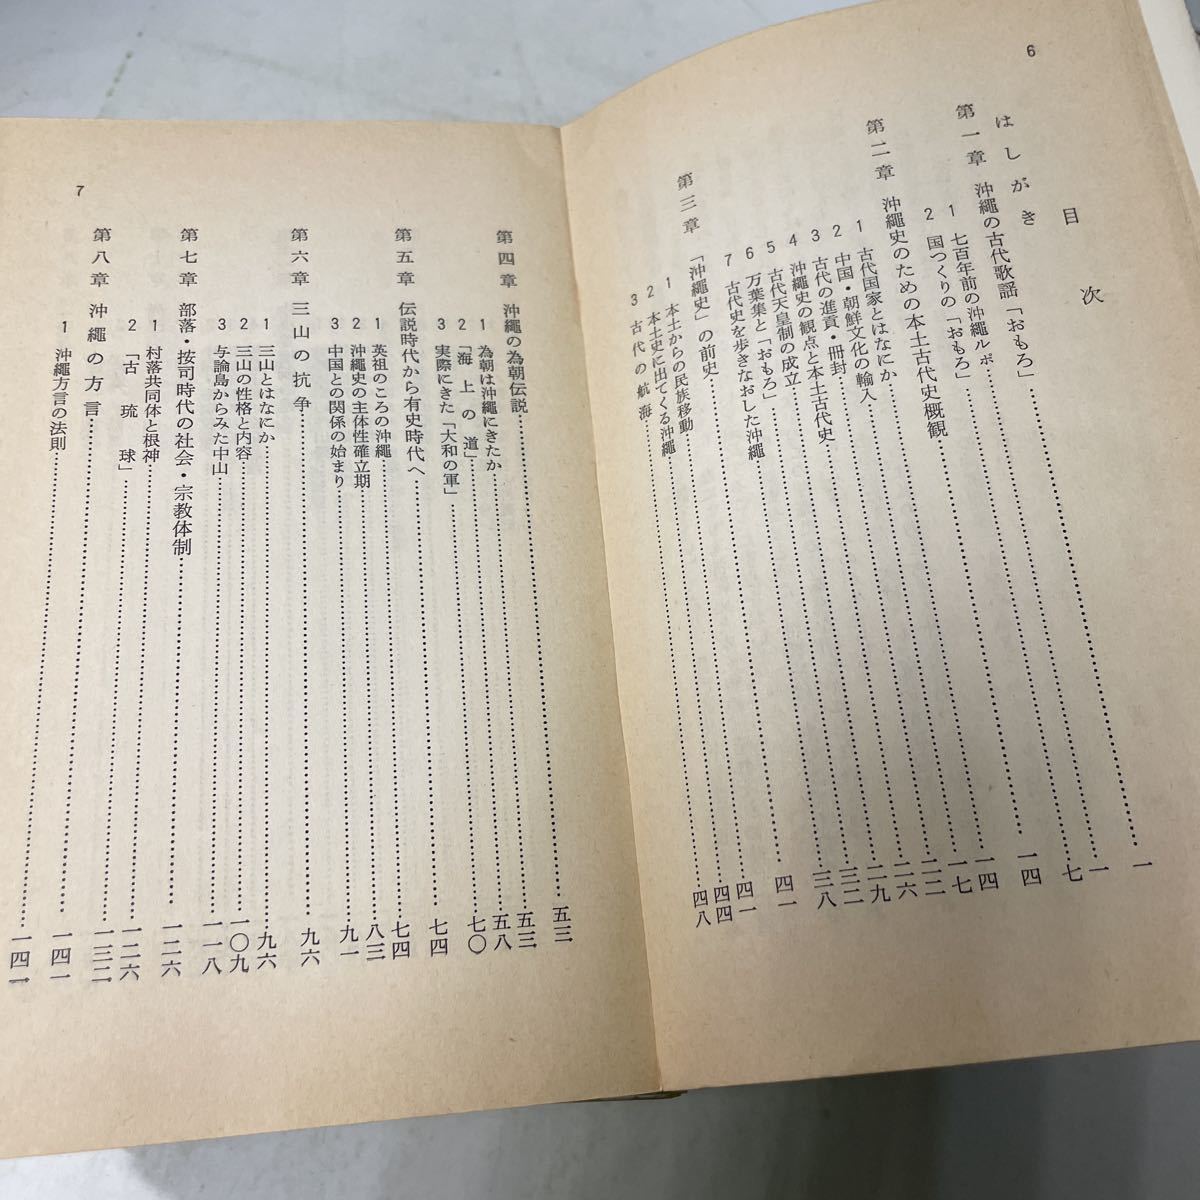 6
目次
はしがき
第一章 沖繩の古代歌謡「おもろ」……一
1 七百年前の沖繩ルポ……一
2 国つくりの「おもろ」……七
第二章 沖繩史のための本土古代史概観……一四
1 古代国家とはなにか……一四
2 中国・朝鮮文化の輸入……一七
3 古代の進貢・冊封……二二
4 沖繩史の観点と本土古代史……二六
5 古代天皇制の成立……二九
6 万葉集と「おもろ」……三二
7 古代史を歩きなおした沖繩……三八
第三章 「沖繩史」の前史……四一
1 本土からの民族移動……四一
2 本土史に出てくる沖繩……四四
3 古代の航海……四八
7
第四章 沖繩の為朝伝説……五三
1 為朝は沖繩にきたか……五三
2 「海上の道」……五八
3 実際にきた「大和の軍」……七〇
第五章 伝説時代から有史時代へ……七四
1 英祖のころの沖繩……七四
2 沖繩史の主体性確立期……八三
3 中国との関係の始まり……九一
第六章 三山の抗争……九六
1 三山とはなにか……九六
2 三山の性格と内容……一〇九
3 与論島からみた中山……一一八
第七章 部落・按司時代の社会・宗教体制……一二六
1 村落共同体と根神……一二六
2 「古琉球」……一三二
第八章 沖繩の方言……一四一
1 沖繩方言の法則……一四一